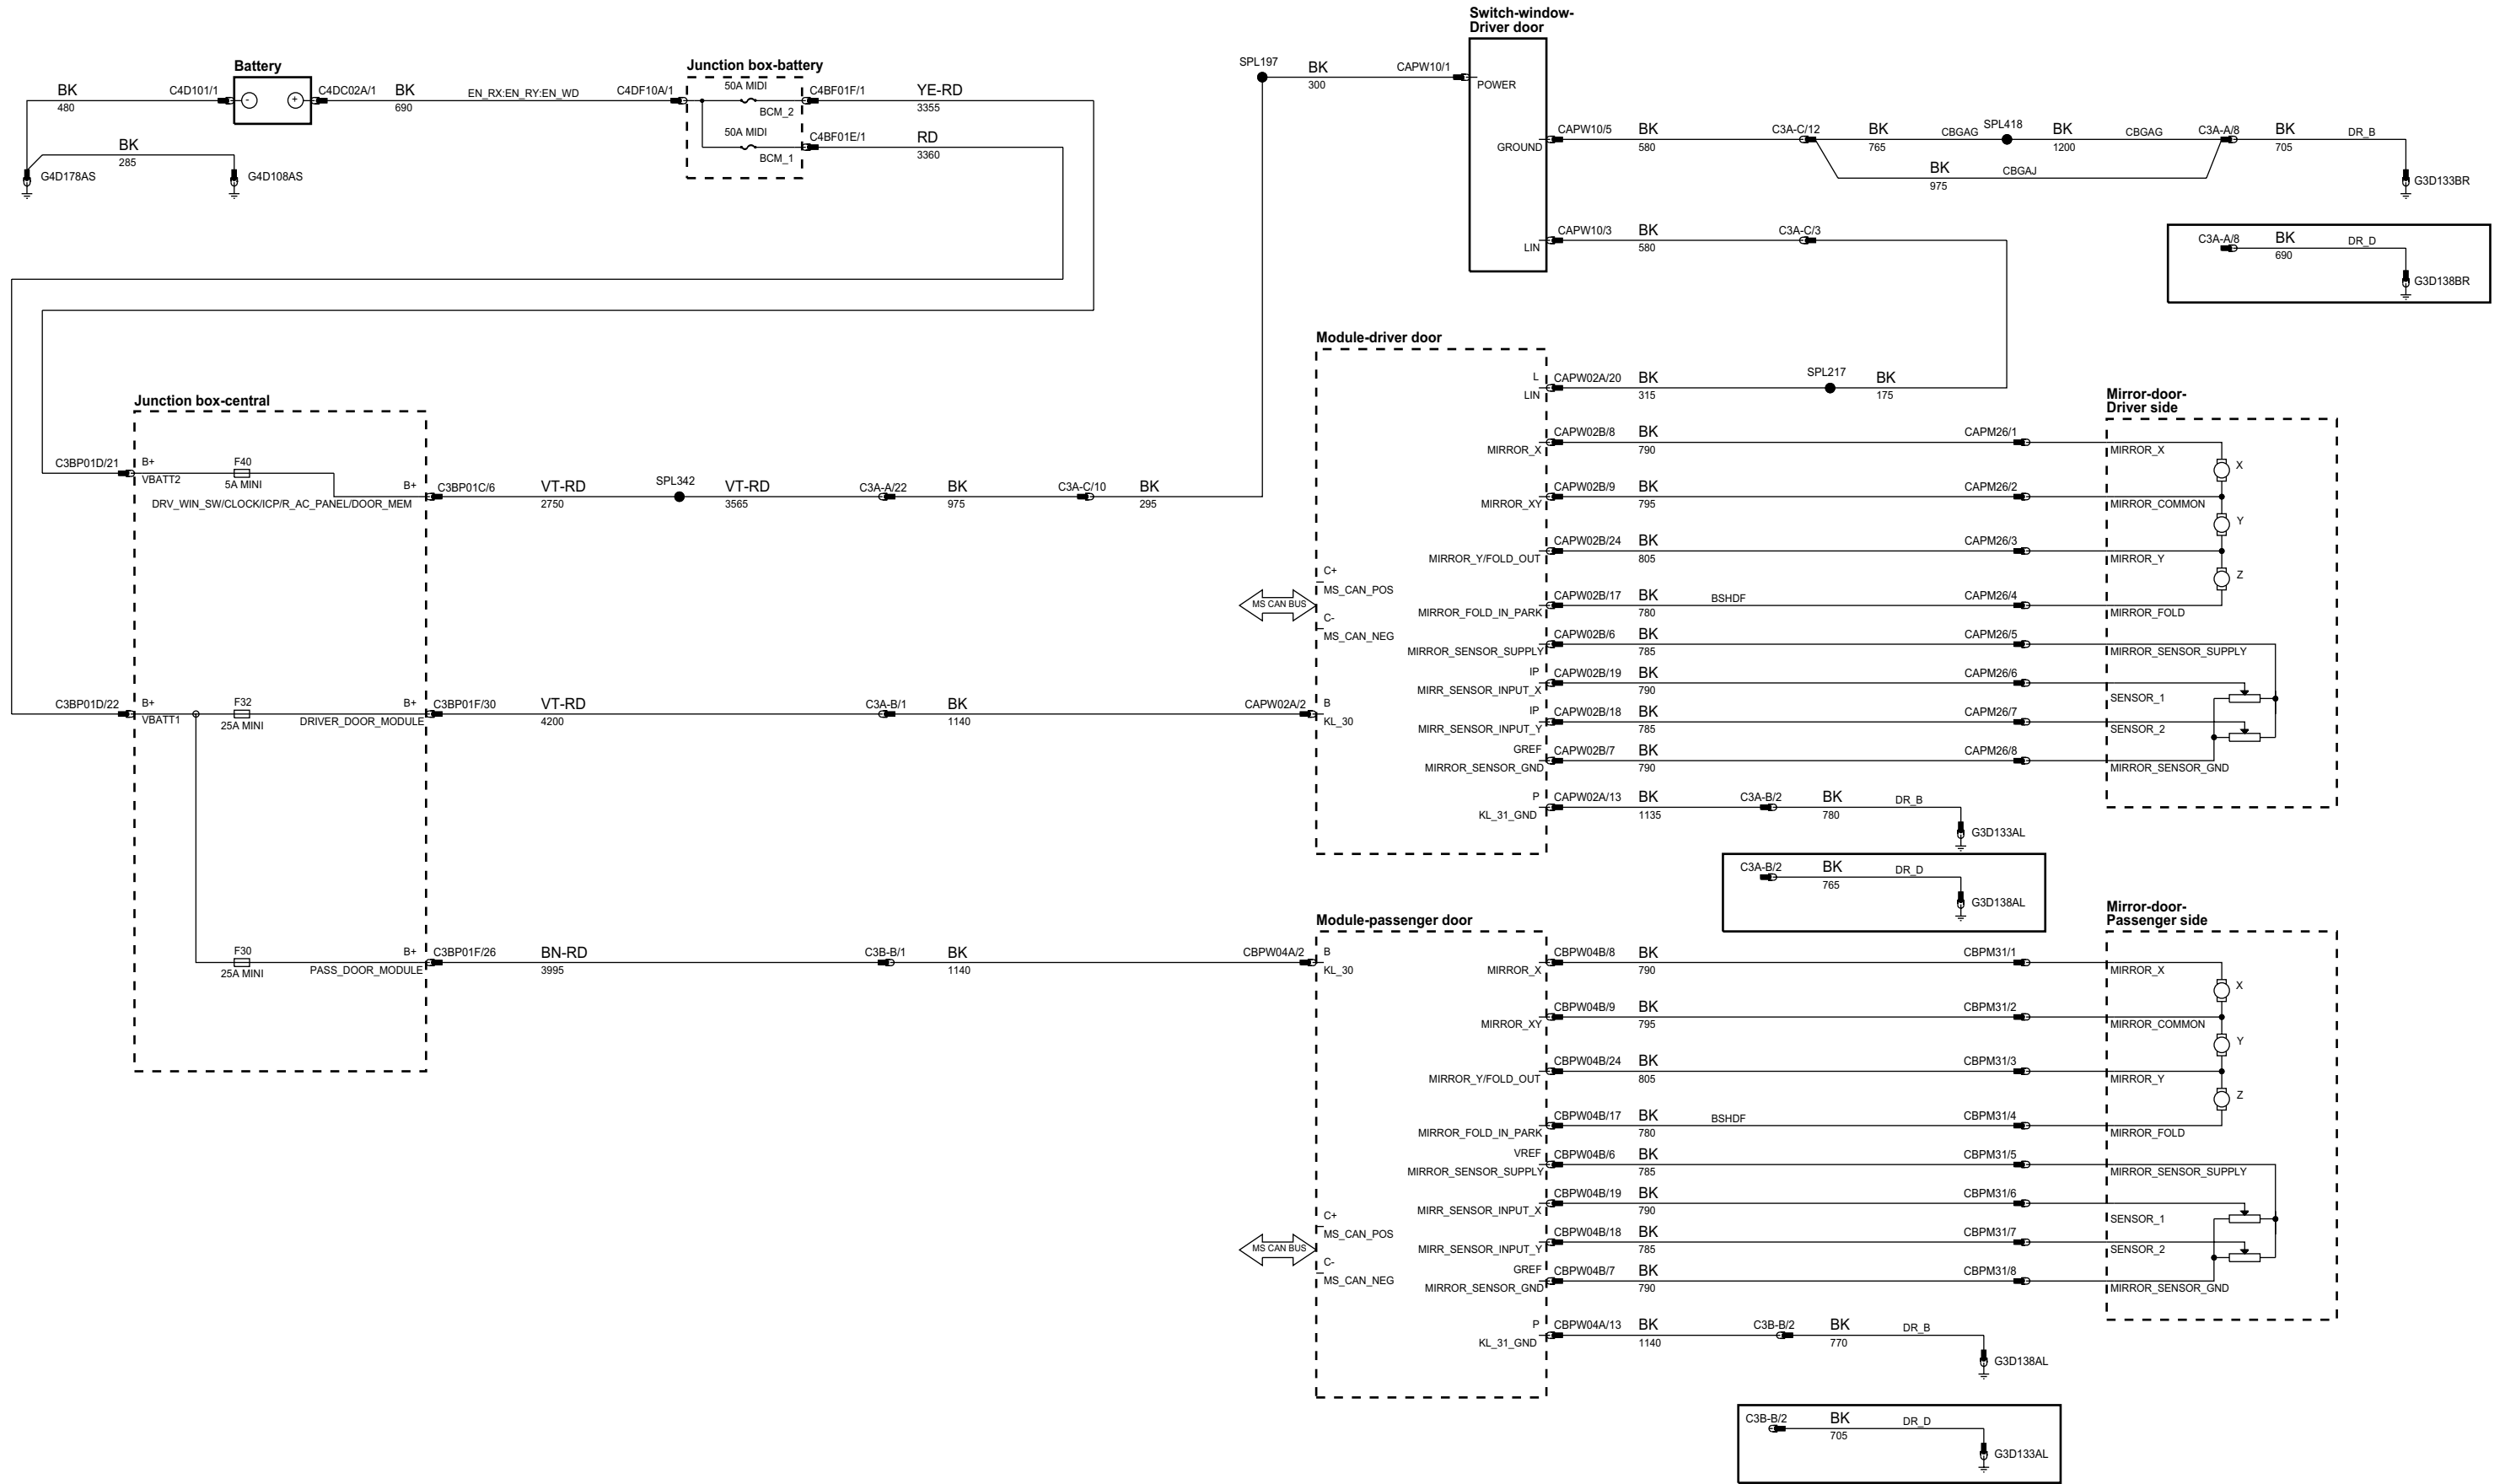 Battery
BK
480
C4D101/1
-
+
C4DC02A/1
BK
690
EN_RX:EN_RY:EN_WD
C4DF10A/1
BK
285
G4D178AS
G4D108AS
Junction box-battery
50A MIDI
BCM_2
C4BF01F/1
YE-RD
3355
50A MIDI
BCM_1
C4BF01E/1
RD
3360
SPL197
BK
300
CAPW10/1
Switch-window-
Driver door
POWER
GROUND
CAPW10/5
BK
580
C3A-C/12
BK
765
CBGAG
SPL418
BK
1200
CBGAG
C3A-A/8
BK
705
DR_B
G3D133BR
BK
975
CBGAJ
LIN
CAPW10/3
BK
580
C3A-C/3
C3A-A/8
BK
690
DR_D
G3D138BR
Junction box-central
C3BP01D/21
B+
VBATT2
F40
5A MINI
B+
DRV_WIN_SW/CLOCK/ICP/R_AC_PANEL/DOOR_MEM
C3BP01C/6
VT-RD
2750
SPL342
VT-RD
3565
C3A-A/22
BK
975
C3A-C/10
BK
295
C3BP01D/22
B+
VBATT1
F32
25A MINI
B+
DRIVER_DOOR_MODULE
C3BP01F/30
VT-RD
4200
C3A-B/1
BK
1140
CAPW02A/2
F30
25A MINI
B+
PASS_DOOR_MODULE
C3BP01F/26
BN-RD
3995
C3B-B/1
BK
1140
CBPW04A/2
Module-driver door
L
LIN
CAPW02A/20
BK
315
SPL217
BK
175
MIRROR_X
CAPW02B/8
BK
790
CAPM26/1
MIRROR_XY
CAPW02B/9
BK
795
CAPM26/2
MIRROR_Y/FOLD_OUT
CAPW02B/24
BK
805
CAPM26/3
C+
MS_CAN_POS
MS CAN BUS
C-
MS_CAN_NEG
MIRROR_FOLD_IN_PARK
CAPW02B/17
BK
780
BSHDF
CAPM26/4
MIRROR_SENSOR_SUPPLY
CAPW02B/6
BK
785
CAPM26/5
IP
MIRR_SENSOR_INPUT_X
CAPW02B/19
BK
790
CAPM26/6
B
KL_30
IP
MIRR_SENSOR_INPUT_Y
CAPW02B/18
BK
785
CAPM26/7
GREF
MIRROR_SENSOR_GND
CAPW02B/7
BK
790
CAPM26/8
P
KL_31_GND
CAPW02A/13
BK
1135
C3A-B/2
BK
780
DR_B
G3D133AL
C3A-B/2
BK
765
DR_D
G3D138AL
Mirror-door-
Driver side
MIRROR_X
X
MIRROR_COMMON
Y
MIRROR_Y
Z
MIRROR_FOLD
MIRROR_SENSOR_SUPPLY
SENSOR_1
SENSOR_2
MIRROR_SENSOR_GND
Module-passenger door
B
KL_30
MIRROR_X
CBPW04B/8
BK
790
CBPM31/1
MIRROR_XY
CBPW04B/9
BK
795
CBPM31/2
MIRROR_Y/FOLD_OUT
CBPW04B/24
BK
805
CBPM31/3
MIRROR_FOLD_IN_PARK
CBPW04B/17
BK
780
BSHDF
CBPM31/4
VREF
MIRROR_SENSOR_SUPPLY
CBPW04B/6
BK
785
CBPM31/5
MIRR_SENSOR_INPUT_X
CBPW04B/19
BK
790
CBPM31/6
C+
MS_CAN_POS
MS CAN BUS
C-
MS_CAN_NEG
MIRR_SENSOR_INPUT_Y
CBPW04B/18
BK
785
CBPM31/7
GREF
MIRROR_SENSOR_GND
CBPW04B/7
BK
790
CBPM31/8
P
KL_31_GND
CBPW04A/13
BK
1140
C3B-B/2
BK
770
DR_B
G3D138AL
C3B-B/2
BK
705
DR_D
G3D133AL
Mirror-door-
Passenger side
MIRROR_X
X
MIRROR_COMMON
Y
MIRROR_Y
Z
MIRROR_FOLD
MIRROR_SENSOR_SUPPLY
SENSOR_1
SENSOR_2
MIRROR_SENSOR_GND